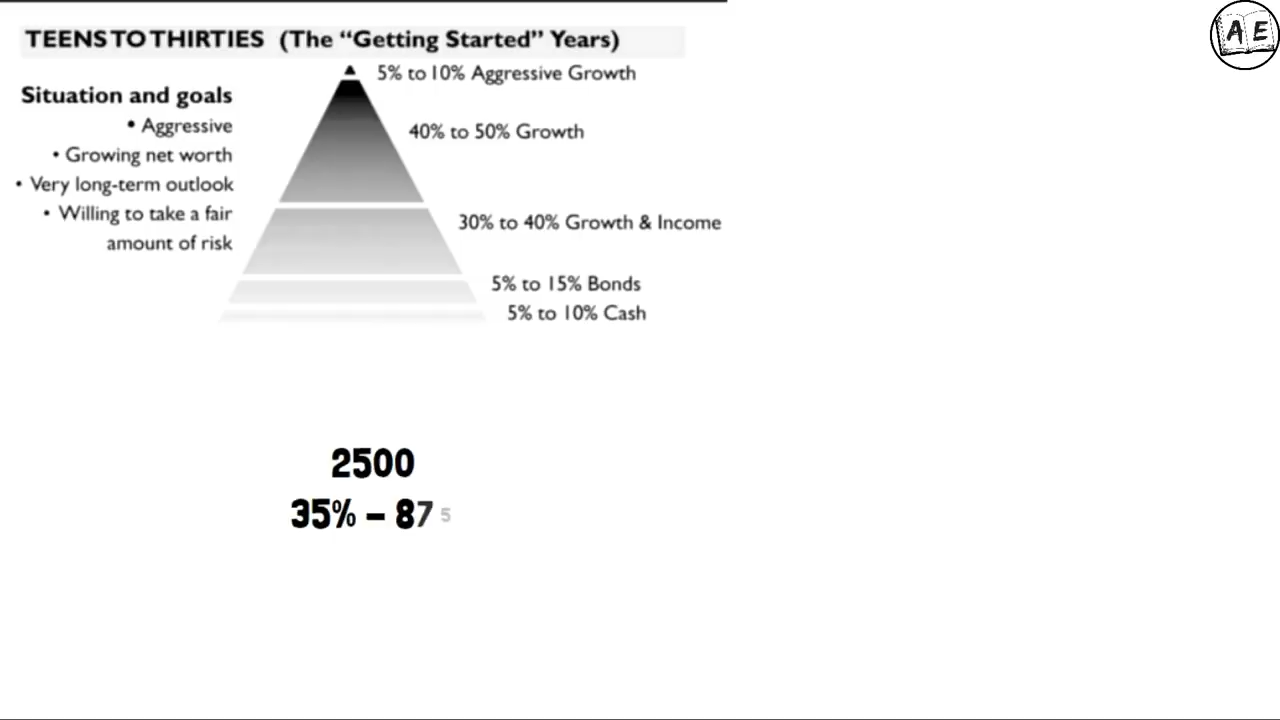 TEENS TO THIRTIES (The “Getting Started” Years)
Situation and goals
• Aggressive
• Growing net worth
• Very long-term outlook
• Willing to take a fair
amount of risk
5% to 10% Aggressive Growth
40% to 50% Growth
30% to 40% Growth & Income
5% to 15% Bonds
5% to 10% Cash
2500
35% – 875
AE